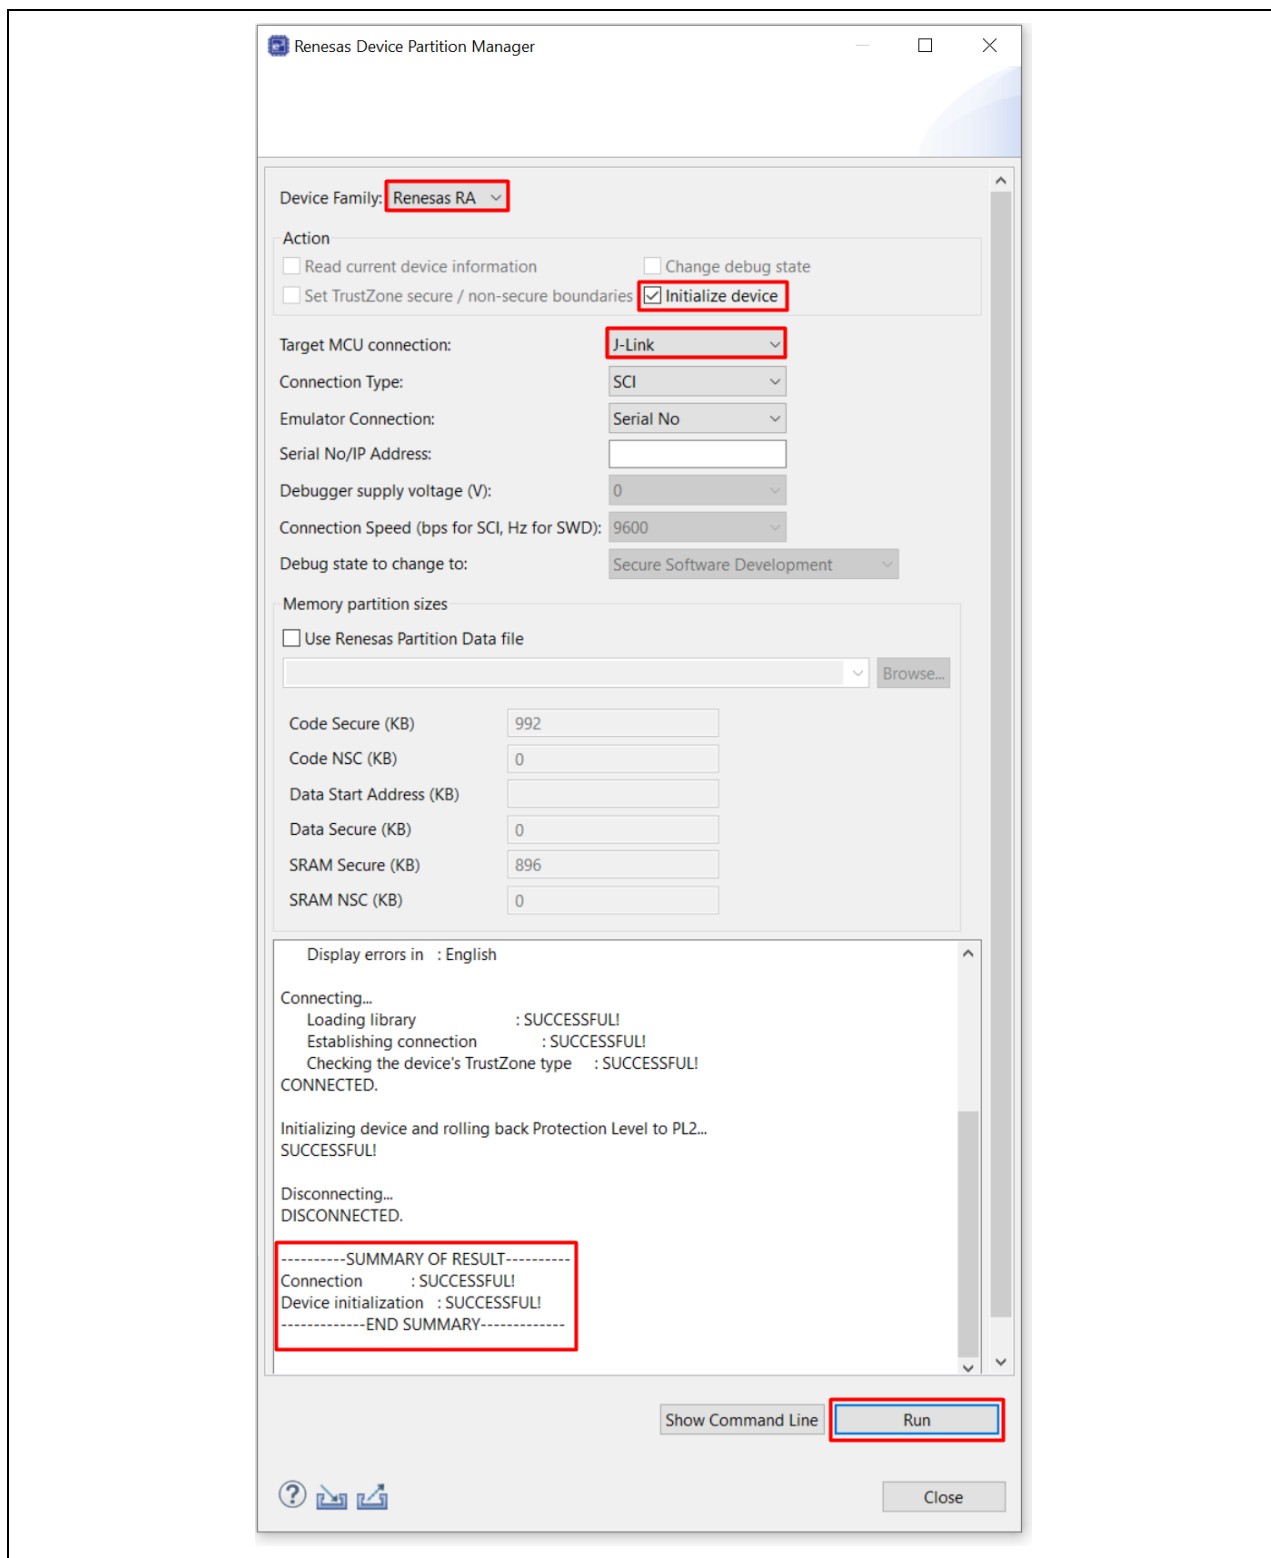 Renesas Device Partition Manager
Device Family: Renesas RA
Action
Read current device information Change debug state
Set TrustZone secure / non-secure boundaries Initialize device
Target MCU connection: J-Link
Connection Type: SCI
Emulator Connection: Serial No
Serial No/IP Address:
Debugger supply voltage (V): 0
Connection Speed (bps for SCI, Hz for SWD): 9600
Debug state to change to: Secure Software Development
Memory partition sizes
Use Renesas Partition Data file
Browse...
Code Secure (KB) 992
Code NSC (KB) 0
Data Start Address (KB)
Data Secure (KB) 0
SRAM Secure (KB) 896
SRAM NSC (KB) 0
Display errors in : English
Connecting...
Loading library : SUCCESSFUL!
Establishing connection : SUCCESSFUL!
Checking the device's TrustZone type : SUCCESSFUL!
CONNECTED.
Initializing device and rolling back Protection Level to PL2...
SUCCESSFUL!
Disconnecting...
DISCONNECTED.
----------SUMMARY OF RESULT----------
Connection : SUCCESSFUL!
Device initialization : SUCCESSFUL!
-------------END SUMMARY-------------
Show Command Line Run
? Close